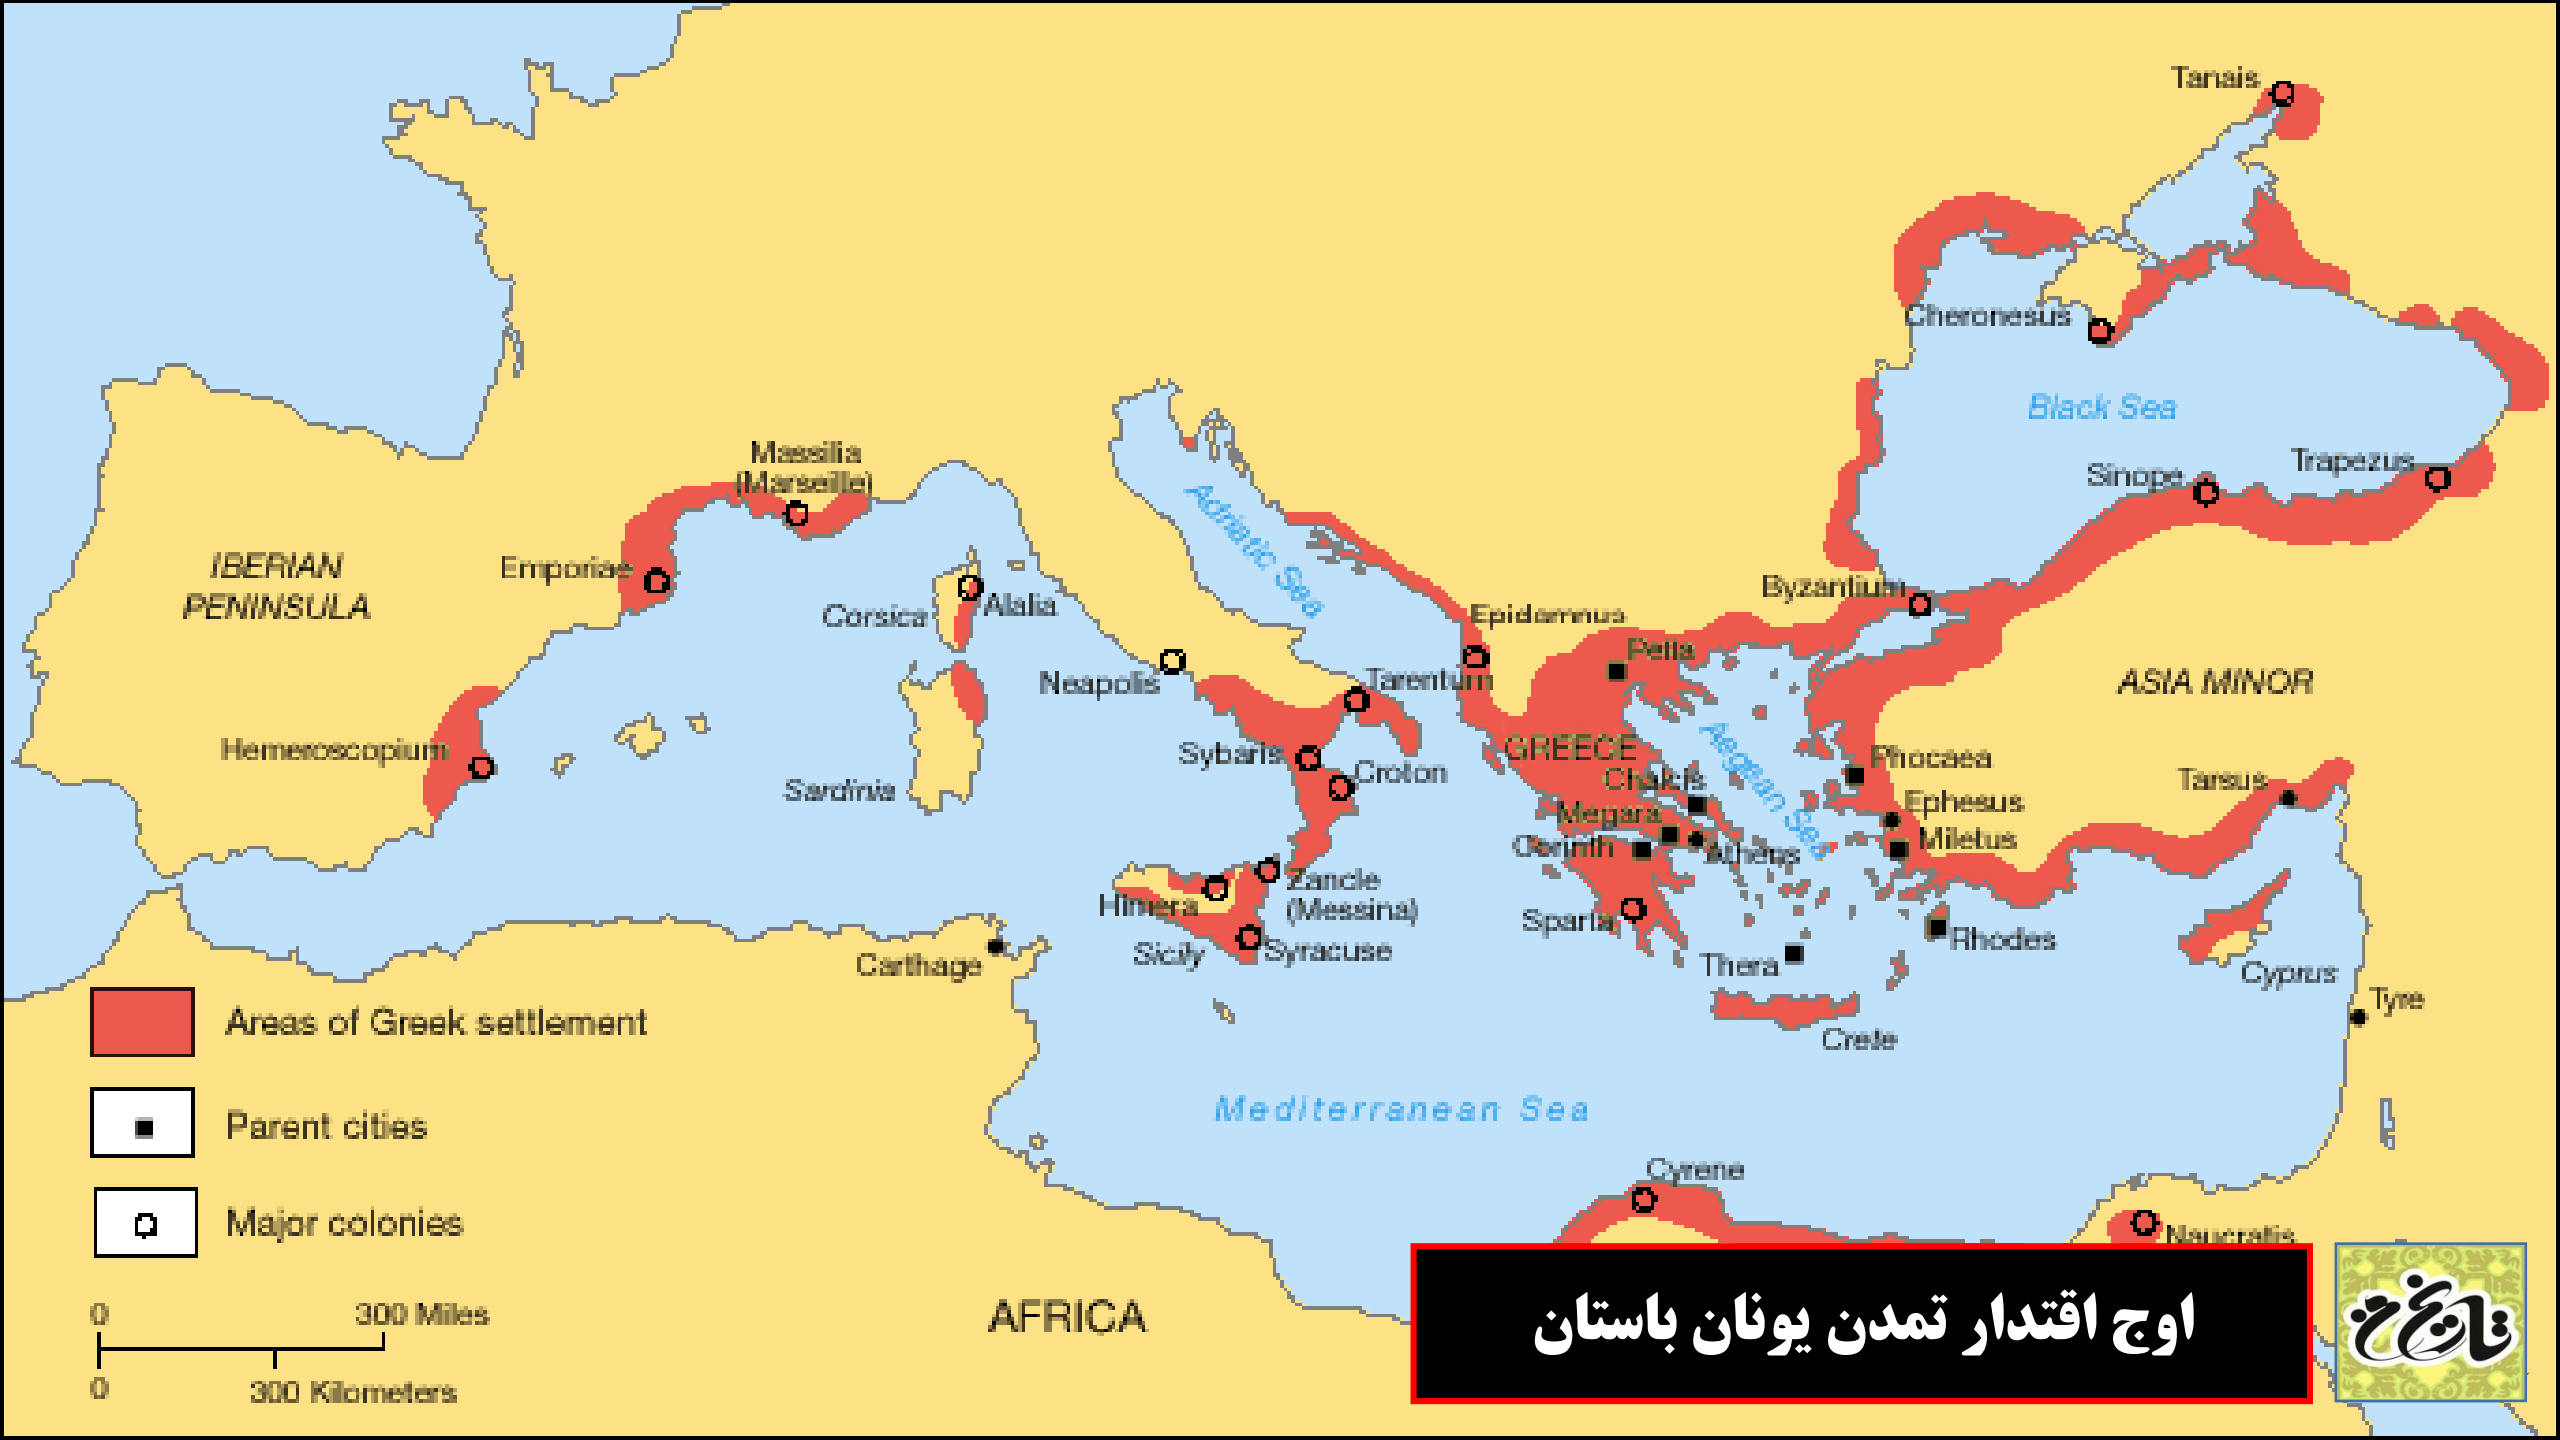 Tanais
Cheronesus
Black Sea
Massilia
(Marseille)
Trapezus
Sinope
Adriatic Sea
IBERIAN
PENINSULA
Emporiae
Byzantium
Corsica
Alalia
Epidamnus
Pella
Neapolis
Tarentum
ASIA MINOR
Hemeroscopium
Sybaris
GREECE
Aegean Sea
Phocaea
Croton
Chalcis
Tarsus
Sardinia
Ephesus
Megara
Miletus
Corinth
Athens
Zancle
(Messina)
Himera
Sparta
Rhodes
Sicily
Syracuse
Carthage
Thera
Cyprus
Tyre
Areas of Greek settlement
Crete
Mediterranean Sea
Parent cities
Cyrene
Major colonies
Naucratis
AFRICA
0 300 Miles
0 300 Kilometers
اوج اقتدار تمدن یونان باستان